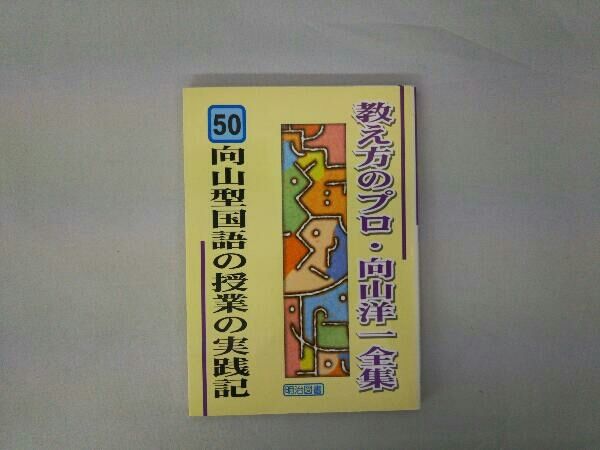 教え方のプロ・向山洋一全集
50
向山型国語の授業の実践記
明治図書